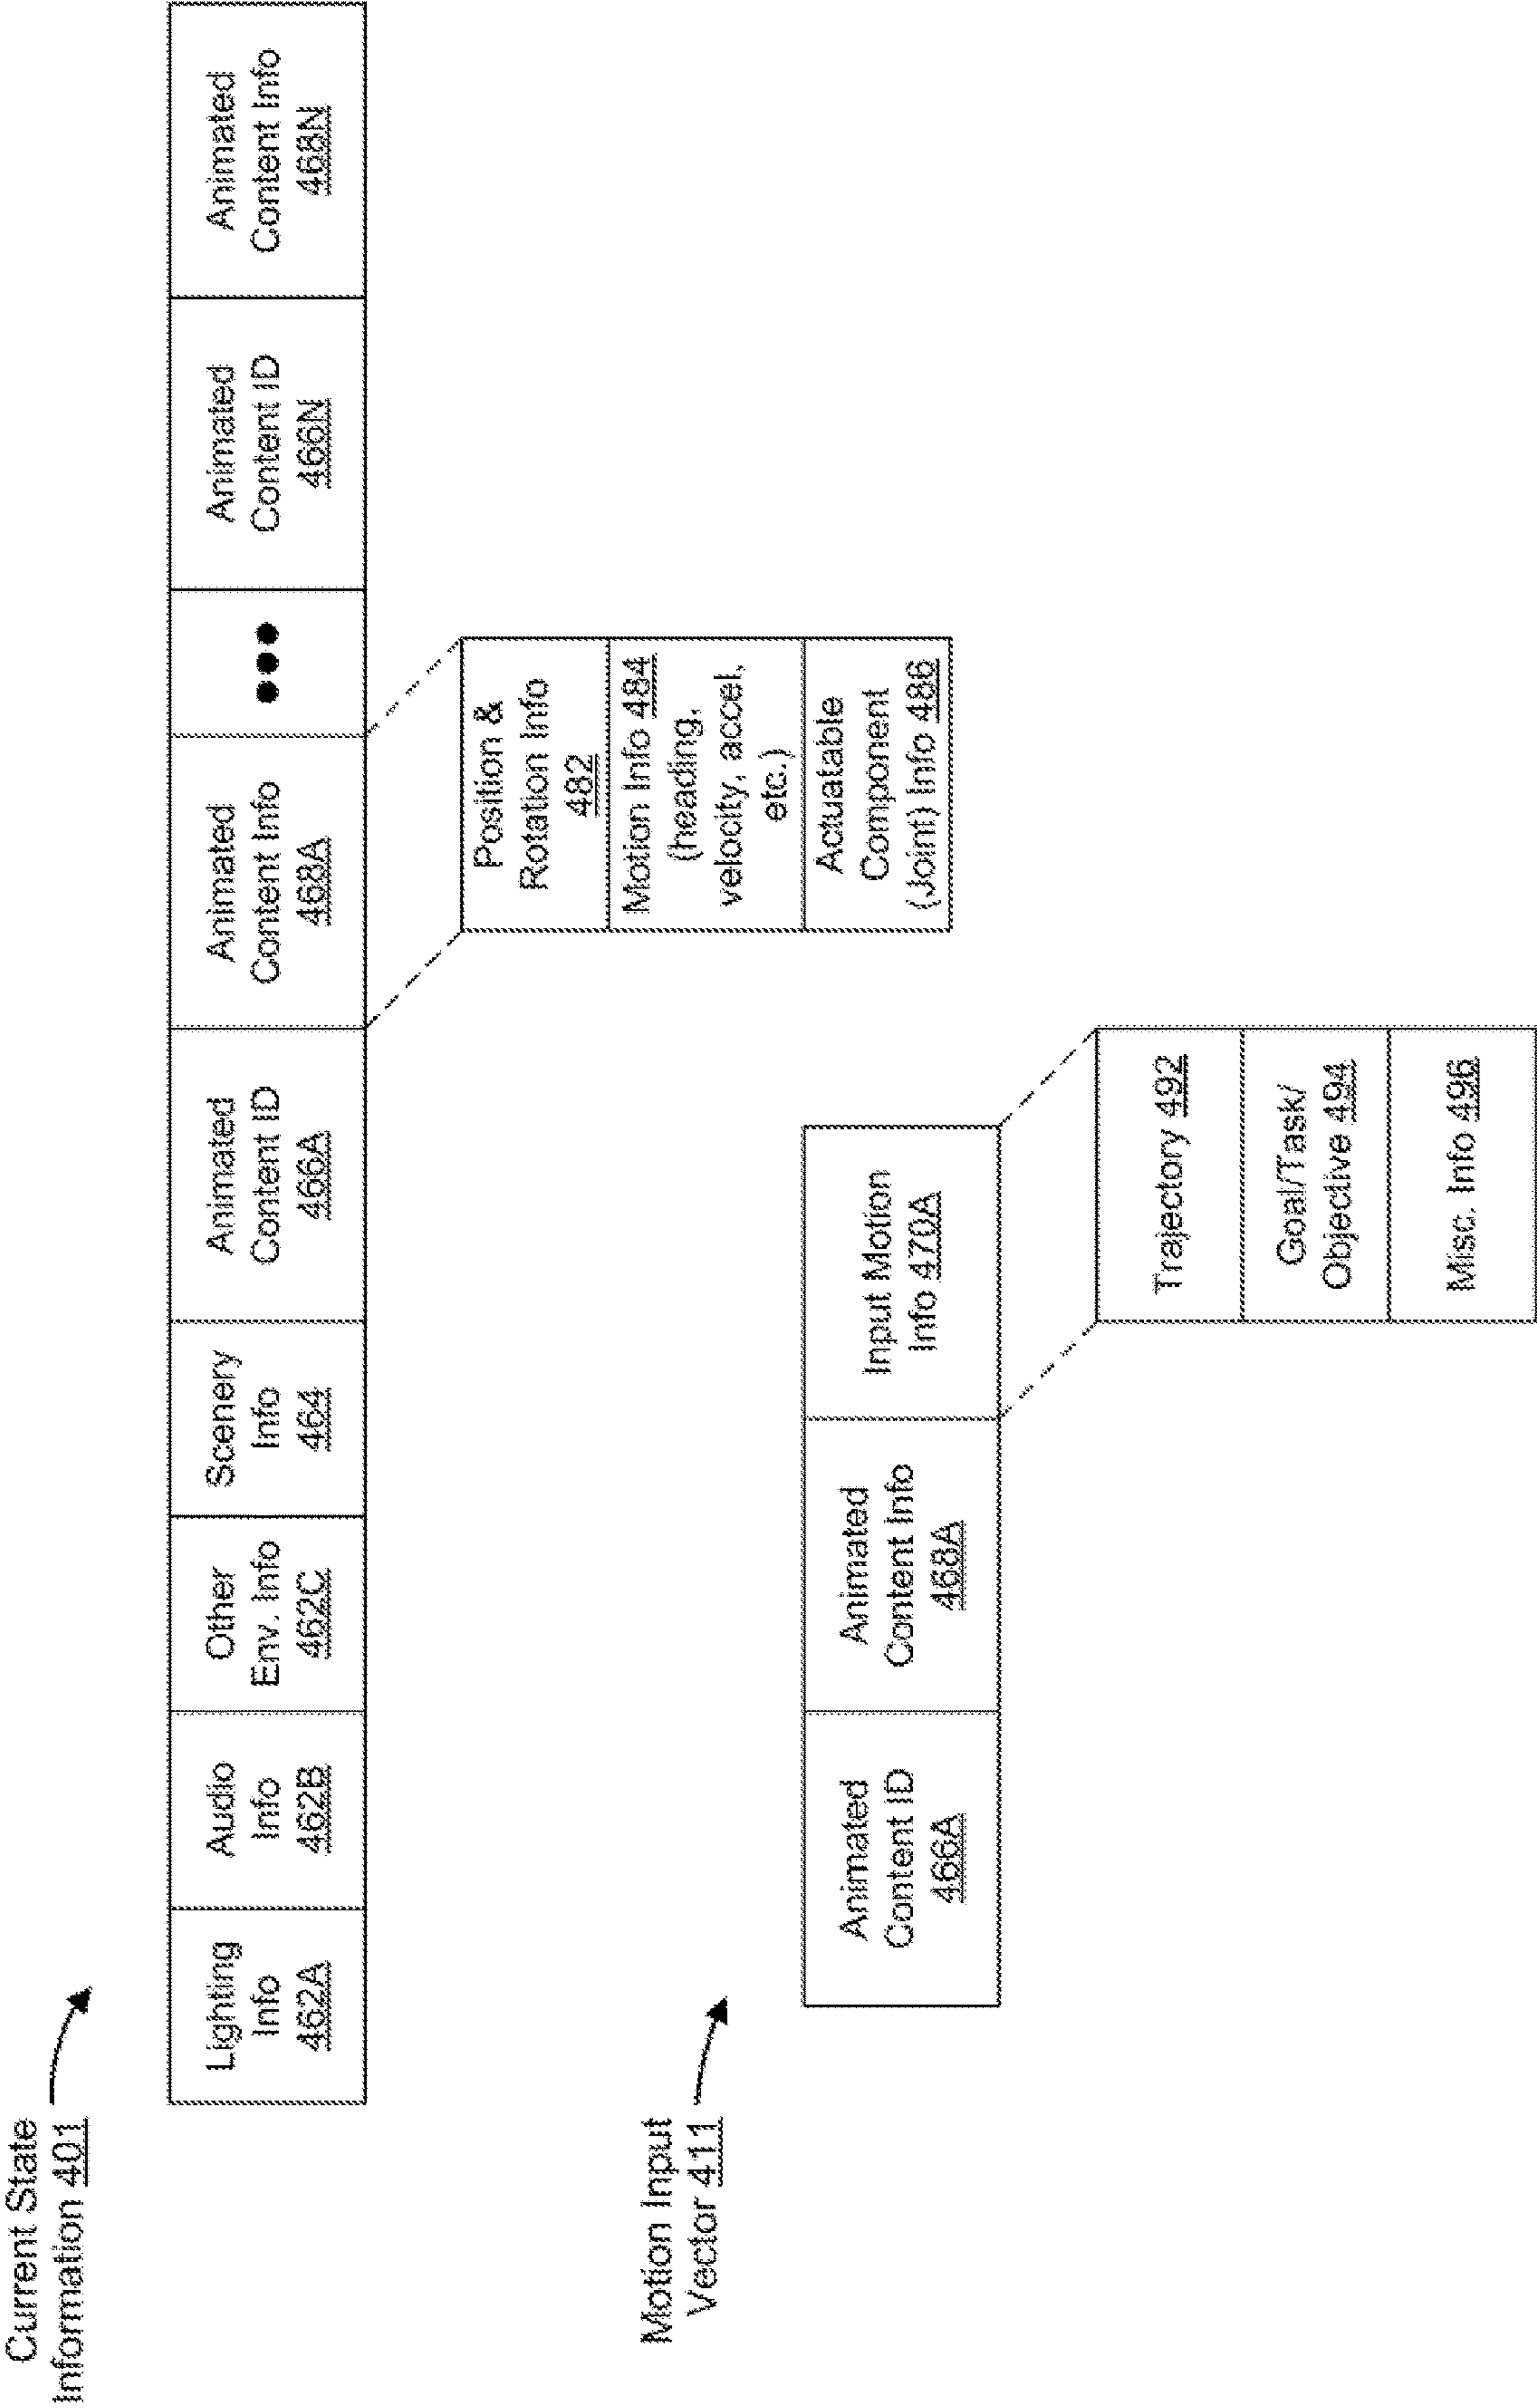 Current State
Information 401
Lighting
Info
462A
Audio
Info
462B
Other
Env. Info
462C
Scenery
Info
464
Animated
Content ID
466A
Animated
Content Info
468A
●●●
Animated
Content ID
466N
Animated
Content Info
468N
Position &
Rotation Info
482
Motion Info 484
(heading,
velocity, accel,
etc.)
Actuatable
Component
(Joint) Info 486
Motion Input
Vector 411
Animated
Content ID
466A
Animated
Content Info
468A
Input Motion
Info 470A
Trajectory 492
Goal/Task/
Objective 494
Misc. Info 496